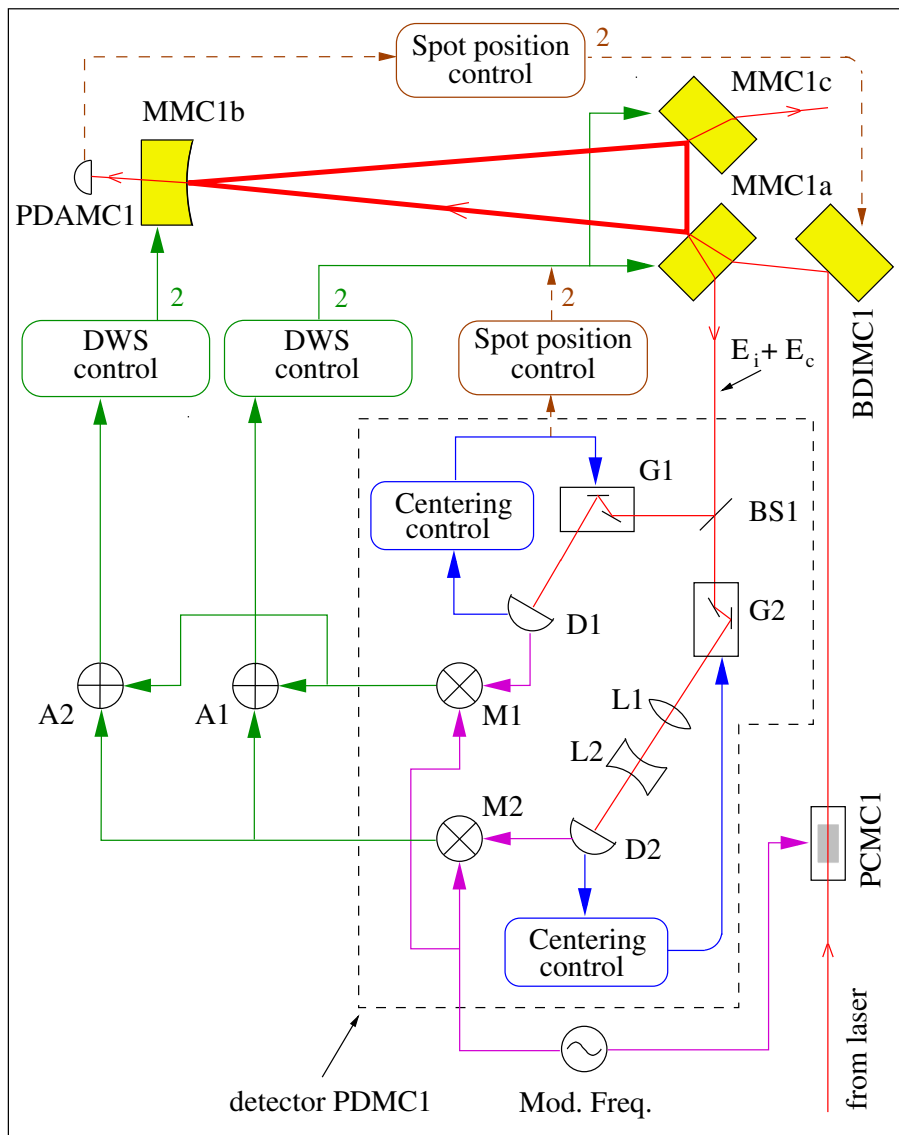 Spot position
control
2
MMC1b
MMC1c
PDAMC1
MMC1a
BDIMC1
2
DWS
control
2
DWS
control
2
Spot position
control
E_i + E_c
G1
Centering
control
BS1
D1
G2
A2
A1
M1
L1
L2
M2
D2
PCMC1
Centering
control
from laser
detector PDMC1
Mod. Freq.